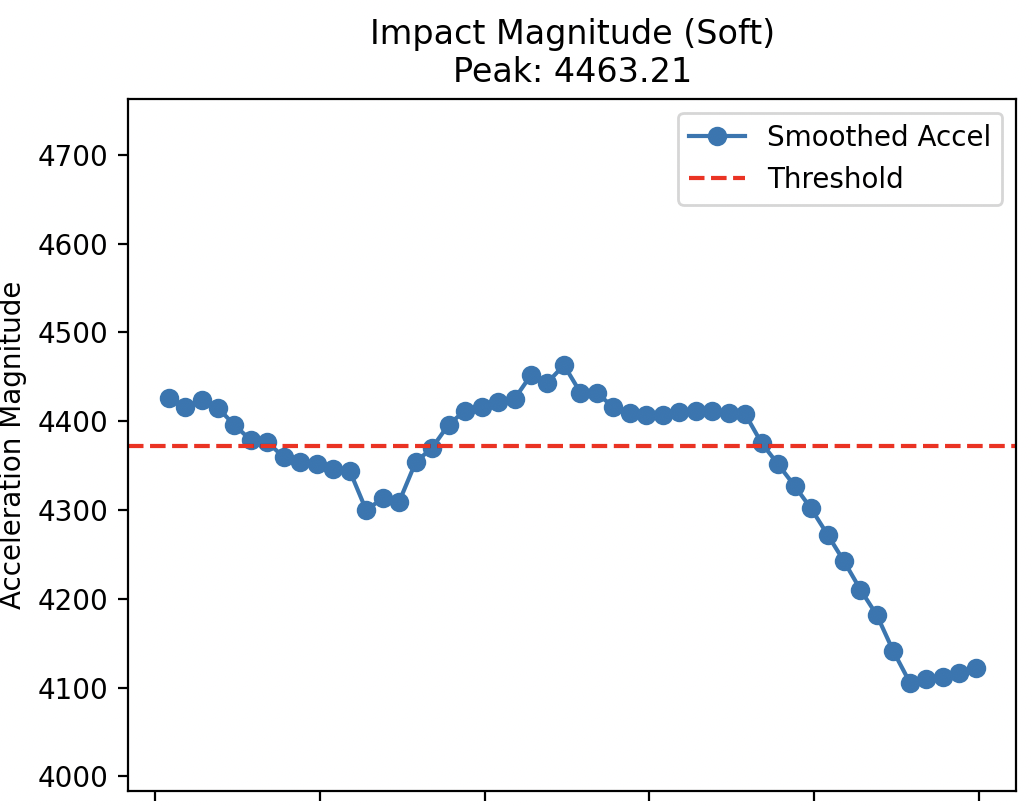 Impact Magnitude (Soft)
Peak: 4463.21
Smoothed Accel
Threshold
Acceleration Magnitude
4700
4600
4500
4400
4300
4200
4100
4000